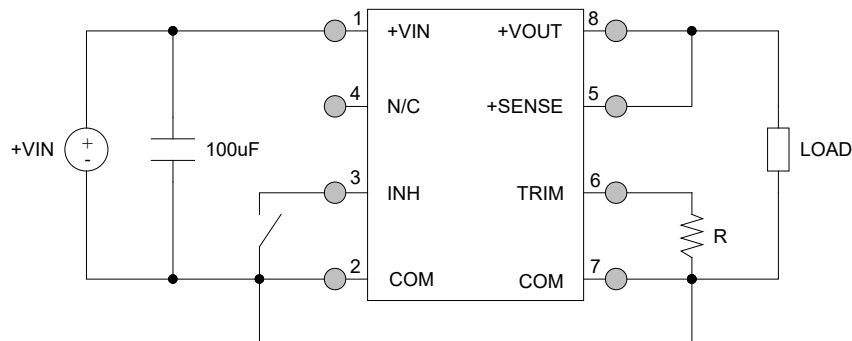 1 +VIN +VOUT 8
4 N/C +SENSE 5
+VIN + - 100uF LOAD
3 INH TRIM 6
R
2 COM COM 7